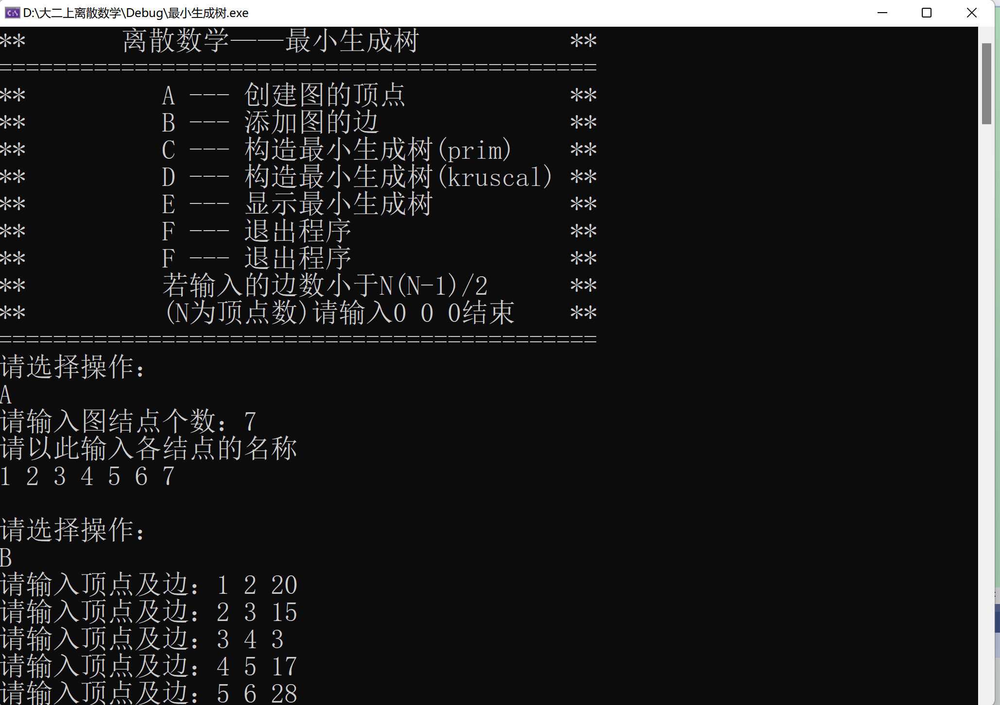 D:\大二上离散数学\Debug\最小生成树.exe
** 离散数学——最小生成树 **
============================================
** A --- 创建图的顶点 **
** B --- 添加图的边 **
** C --- 构造最小生成树(prim) **
** D --- 构造最小生成树(kruscal) **
** E --- 显示最小生成树 **
** F --- 退出程序 **
** F --- 退出程序 **
** 若输入的边数小于N(N-1)/2 **
** (N为顶点数)请输入0 0 0结束 **
============================================
请选择操作：
A
请输入图结点个数：7
请以此输入各结点的名称
1 2 3 4 5 6 7
请选择操作：
B
请输入顶点及边：1 2 20
请输入顶点及边：2 3 15
请输入顶点及边：3 4 3
请输入顶点及边：4 5 17
请输入顶点及边：5 6 28